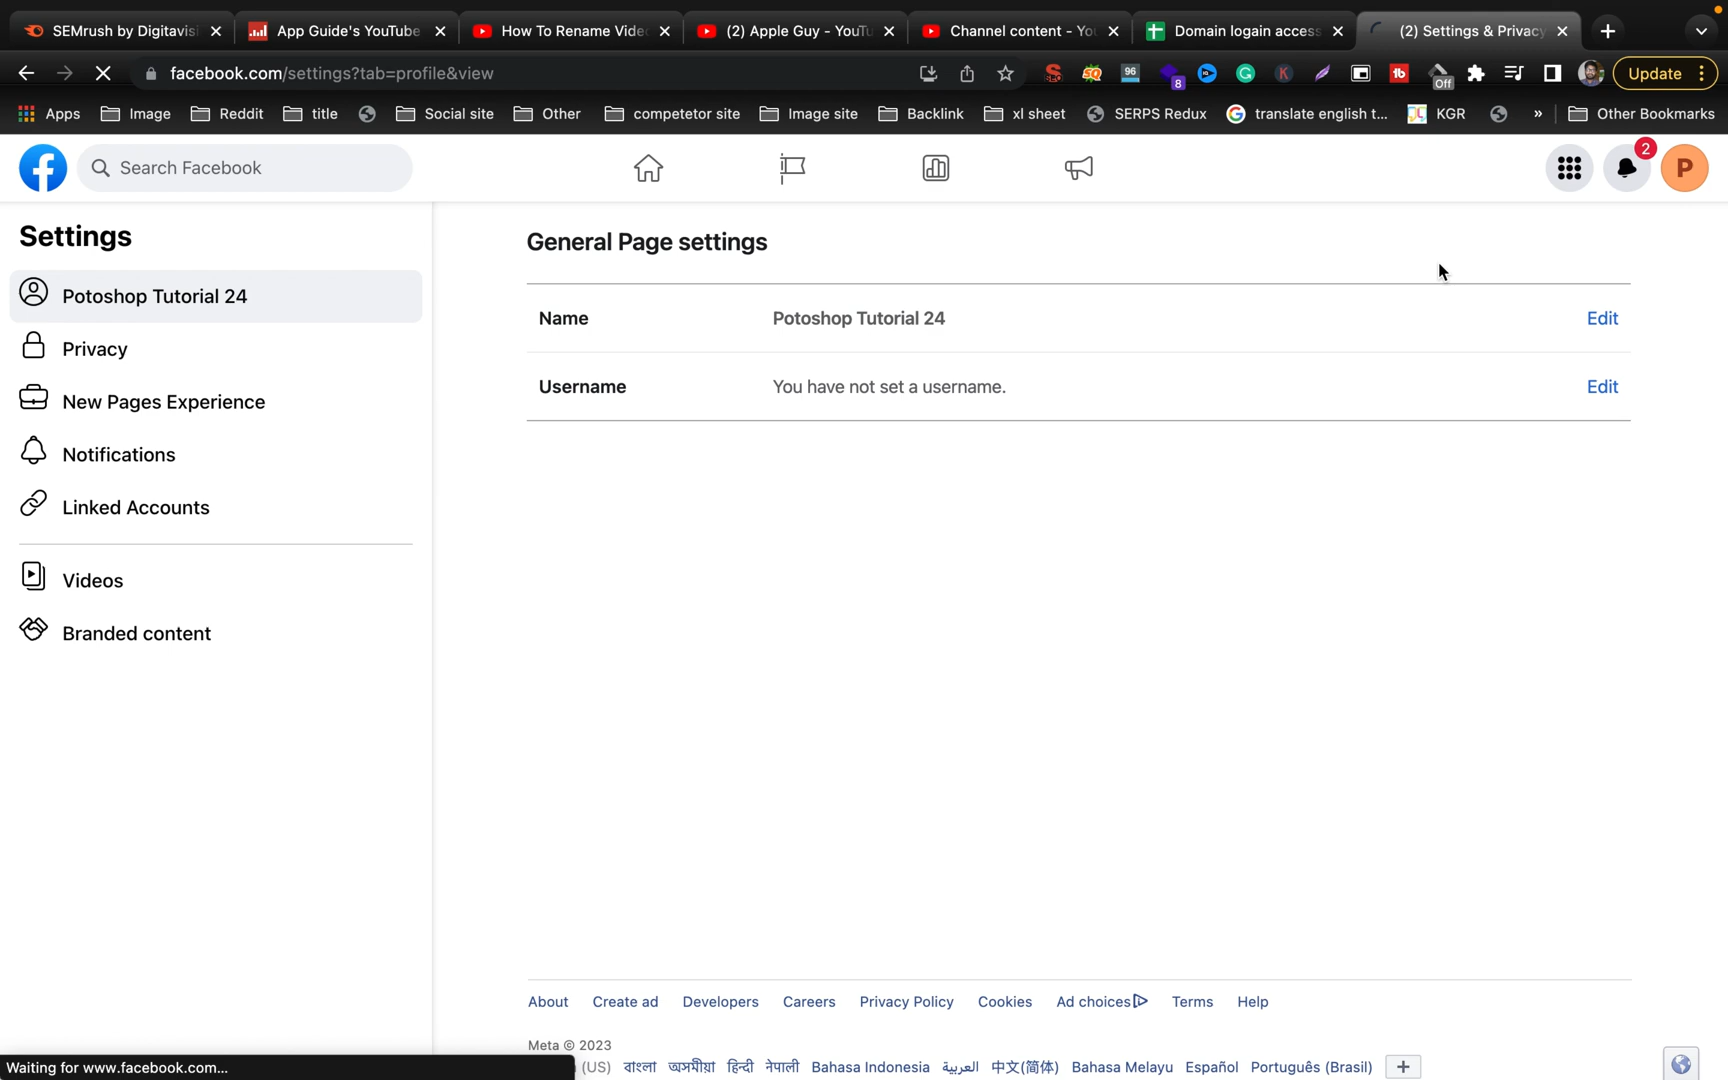 SEMrush by Digitavisi
App Guide's YouTube
How To Rename Vide
(2) Apple Guy - YouTu
Channel content - You
Domain logain access
(2) Settings & Privacy
facebook.com/settings?tab=profile&view
96
8
tb
Off
Update
Apps
Image
Reddit
title
Social site
Other
competetor site
Image site
Backlink
xl sheet
SERPS Redux
translate english t...
KGR
»
Other Bookmarks
Search Facebook
2
P
Settings
Potoshop Tutorial 24
Privacy
New Pages Experience
Notifications
Linked Accounts
Videos
Branded content
General Page settings
Name Potoshop Tutorial 24 Edit
Username You have not set a username. Edit
About Create ad Developers Careers Privacy Policy Cookies Ad choices Terms Help
Meta © 2023
(US) বাংলা অসমীয়া हिन्दी नेपाली Bahasa Indonesia العربية 中文(简体) Bahasa Melayu Español Português (Brasil)
Waiting for www.facebook.com...